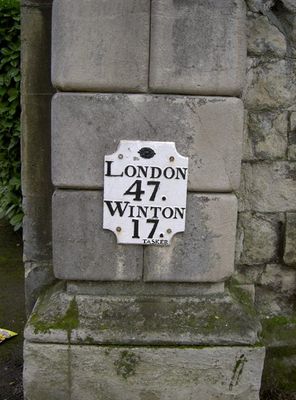 LONDON
47.
WINTON
17.
TASKER